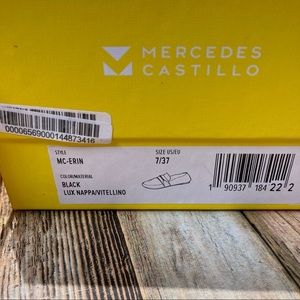 MERCEDES
CASTILLO
00006569000144873416
STYLE
MC-ERIN
SIZE US/EU
7/37
COLOR/MATERIAL
BLACK
LUX NAPPA/VITELLINO
1 90937 184 22 2